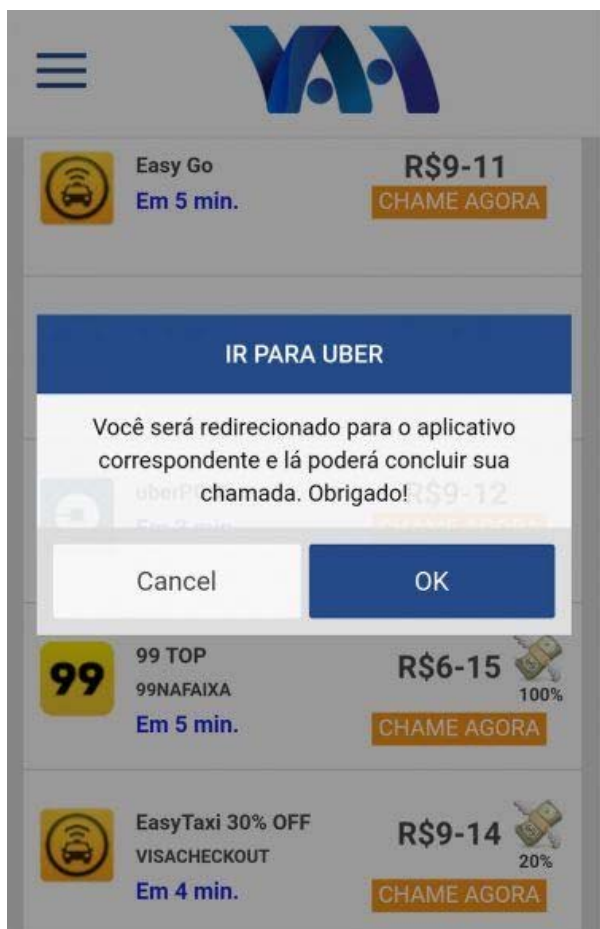 Easy Go
R$9-11
Em 5 min.
CHAME AGORA
IR PARA UBER
Você será redirecionado para o aplicativo
correspondente e lá poderá concluir sua
chamada. Obrigado!
R$9-12
Cancel
OK
99
99 TOP
R$6-15
99NAFAIXA
100%
Em 5 min.
CHAME AGORA
EasyTaxi 30% OFF
R$9-14
VISACHECKOUT
20%
Em 4 min.
CHAME AGORA